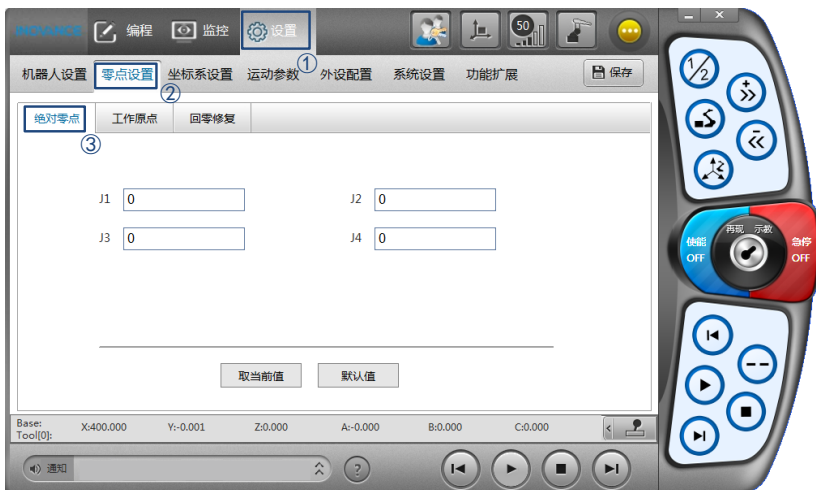 INOVANCE 编程 监控 设置 50
①
机器人设置 零点设置 坐标系设置 运动参数 外设配置 系统设置 功能扩展 保存
②
绝对零点 工作原点 回零修复
③
J1 0 J2 0
J3 0 J4 0
取当前值 默认值
Base: X:400.000 Y:-0.001 Z:0.000 A:-0.000 B:0.000 C:0.000
Tool[0]:
通知 ?
1/2
+
2
再现 示教
使能 急停
OFF OFF